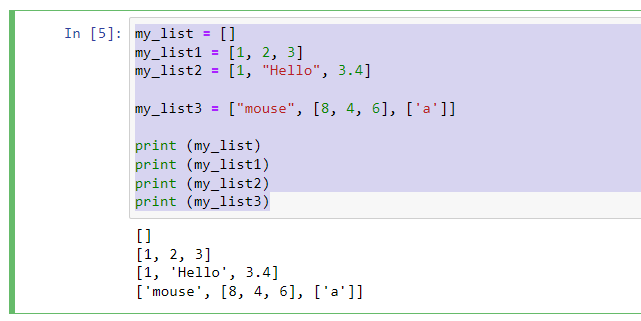 In [5]: my_list = []
my_list1 = [1, 2, 3]
my_list2 = [1, "Hello", 3.4]
my_list3 = ["mouse", [8, 4, 6], ['a']]
print (my_list)
print (my_list1)
print (my_list2)
print (my_list3)
[]
[1, 2, 3]
[1, 'Hello', 3.4]
['mouse', [8, 4, 6], ['a']]